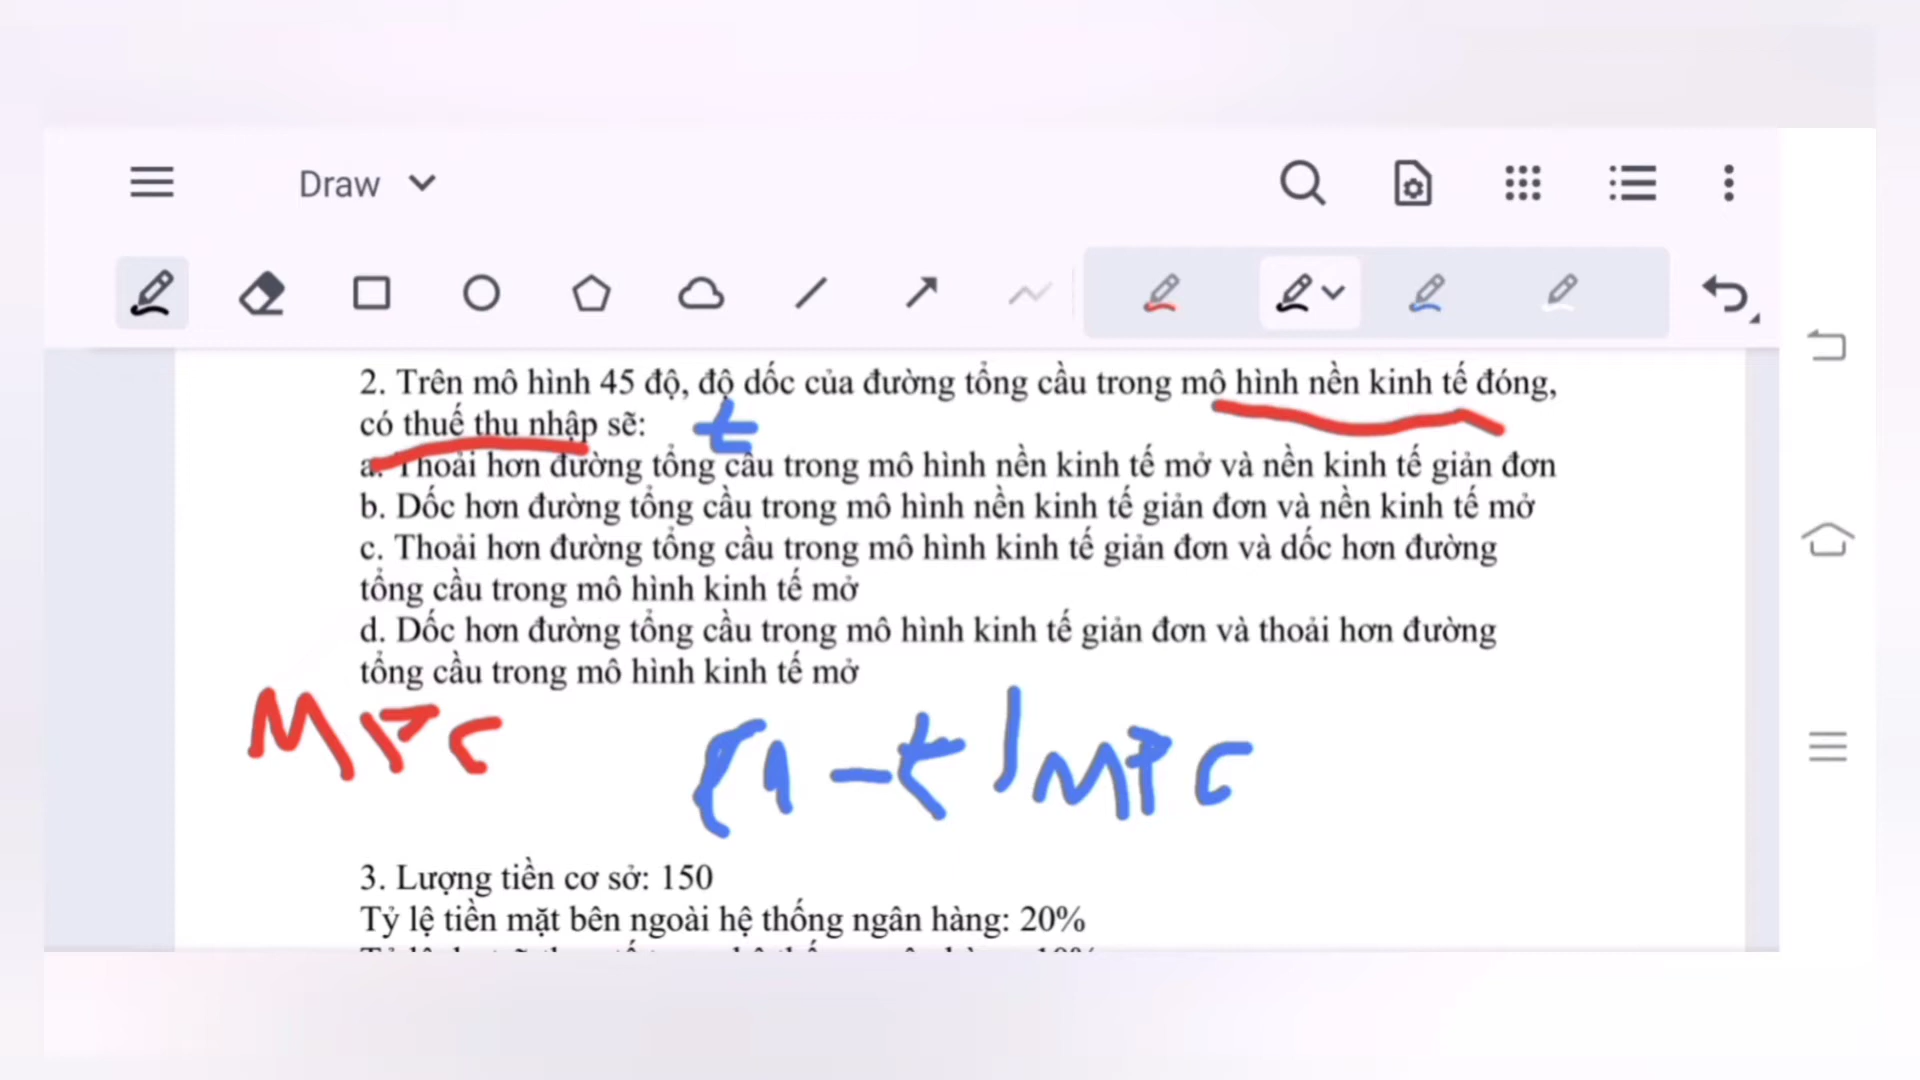 Draw
2. Trên mô hình 45 độ, độ dốc của đường tổng cầu trong mô hình nền kinh tế đóng,
có thuế thu nhập sẽ:
t
a. Thoải hơn đường tổng cầu trong mô hình nền kinh tế mở và nền kinh tế giản đơn
b. Dốc hơn đường tổng cầu trong mô hình nền kinh tế giản đơn và nền kinh tế mở
c. Thoải hơn đường tổng cầu trong mô hình kinh tế giản đơn và dốc hơn đường
tổng cầu trong mô hình kinh tế mở
d. Dốc hơn đường tổng cầu trong mô hình kinh tế giản đơn và thoải hơn đường
tổng cầu trong mô hình kinh tế mở
MPC
(1-t)MPC
3. Lượng tiền cơ sở: 150
Tỷ lệ tiền mặt bên ngoài hệ thống ngân hàng: 20%